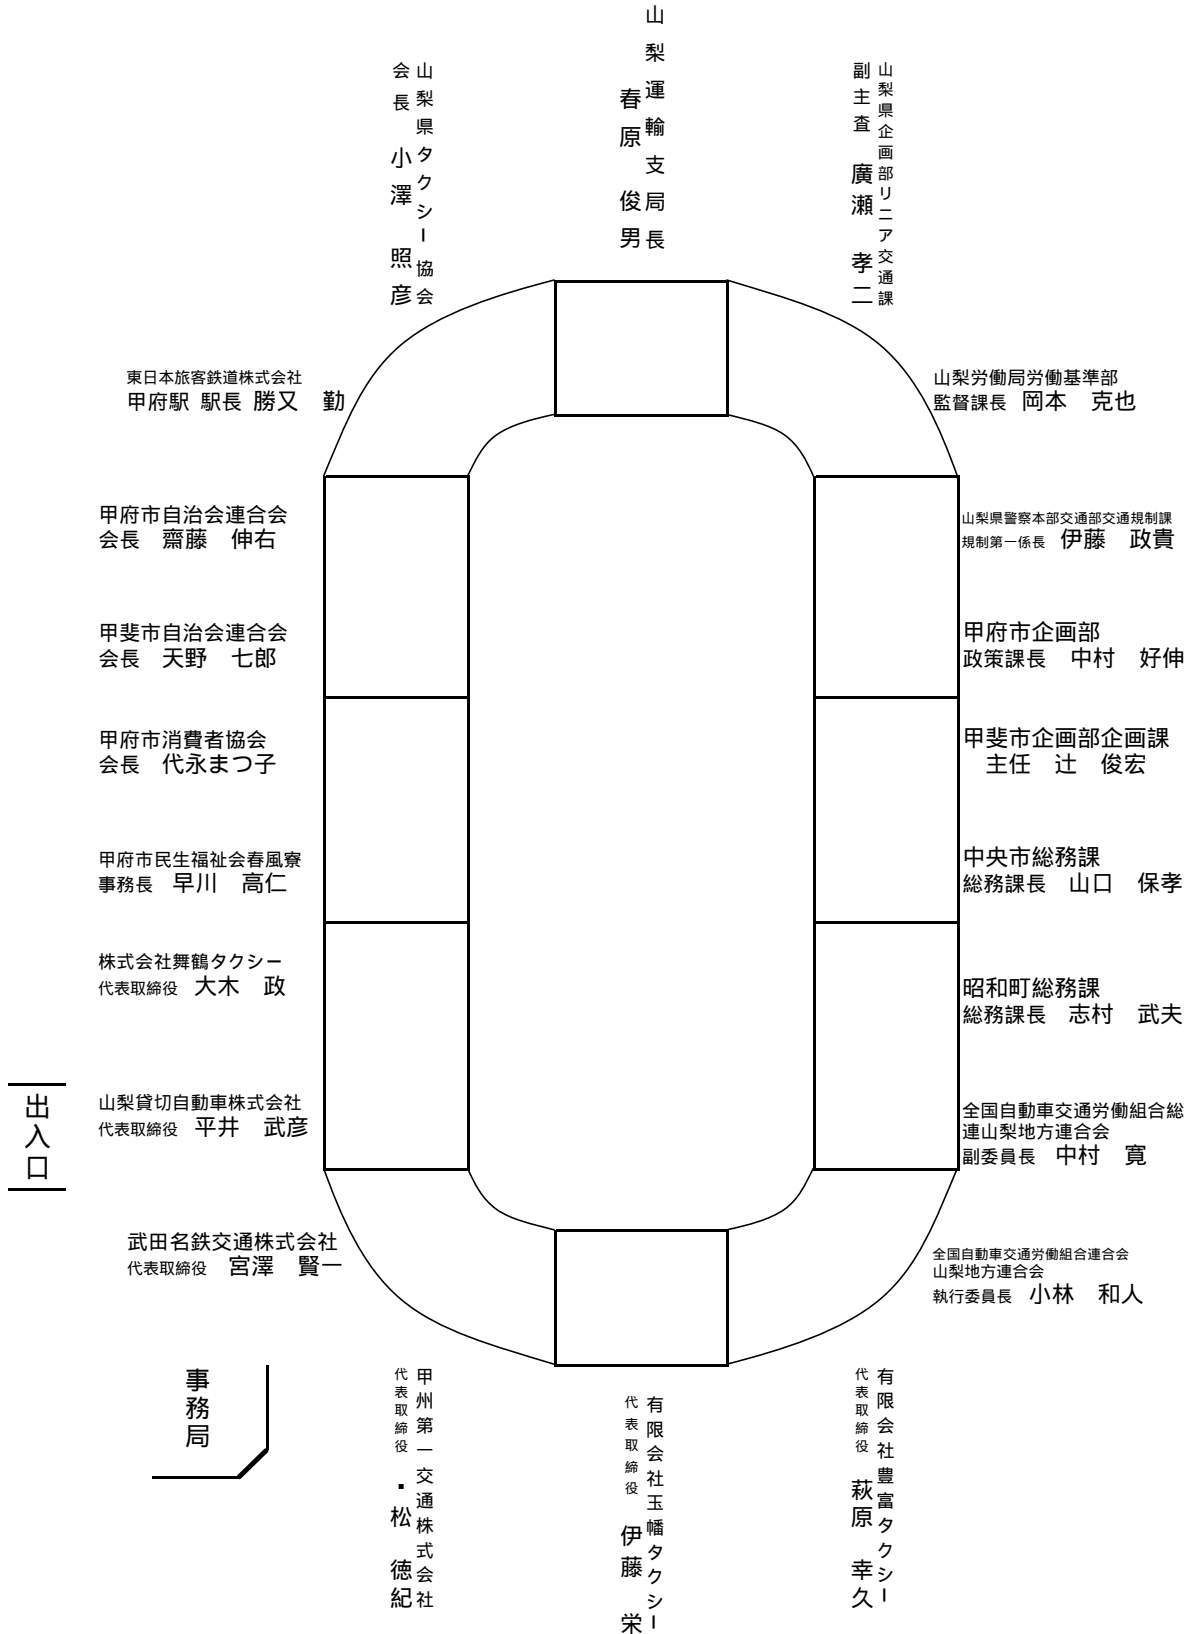 山梨運輸支局長
春原　俊男
山梨県タクシー協会
会長　小澤　照彦
山梨県企画部リニア交通課
副主査　廣瀬　孝二
東日本旅客鉄道株式会社
甲府駅 駅長 勝又　勤
山梨労働局労働基準部
監督課長　岡本　克也
甲府市自治会連合会
会長　齋藤　伸右
山梨県警察本部交通部交通規制課
規制第一係長　伊藤　政貴
甲斐市自治会連合会
会長　天野　七郎
甲府市企画部
政策課長　中村　好伸
甲府市消費者協会
会長　代永まつ子
甲斐市企画部企画課
主任　辻　俊宏
甲府市民生福祉会春風寮
事務長　早川　高仁
中央市総務課
総務課長　山口　保孝
株式会社舞鶴タクシー
代表取締役　大木　政
昭和町総務課
総務課長　志村　武夫
出入口
山梨貸切自動車株式会社
代表取締役　平井　武彦
全国自動車交通労働組合総
連山梨地方連合会
副委員長　中村　寛
武田名鉄交通株式会社
代表取締役　宮澤　賢一
全国自動車交通労働組合連合会
山梨地方連合会
執行委員長　小林　和人
事務局
甲州第一交通株式会社
代表取締役　・松　徳紀
有限会社玉幡タクシー
代表取締役　伊藤　栄
有限会社豊富タクシー
代表取締役　萩原　幸久